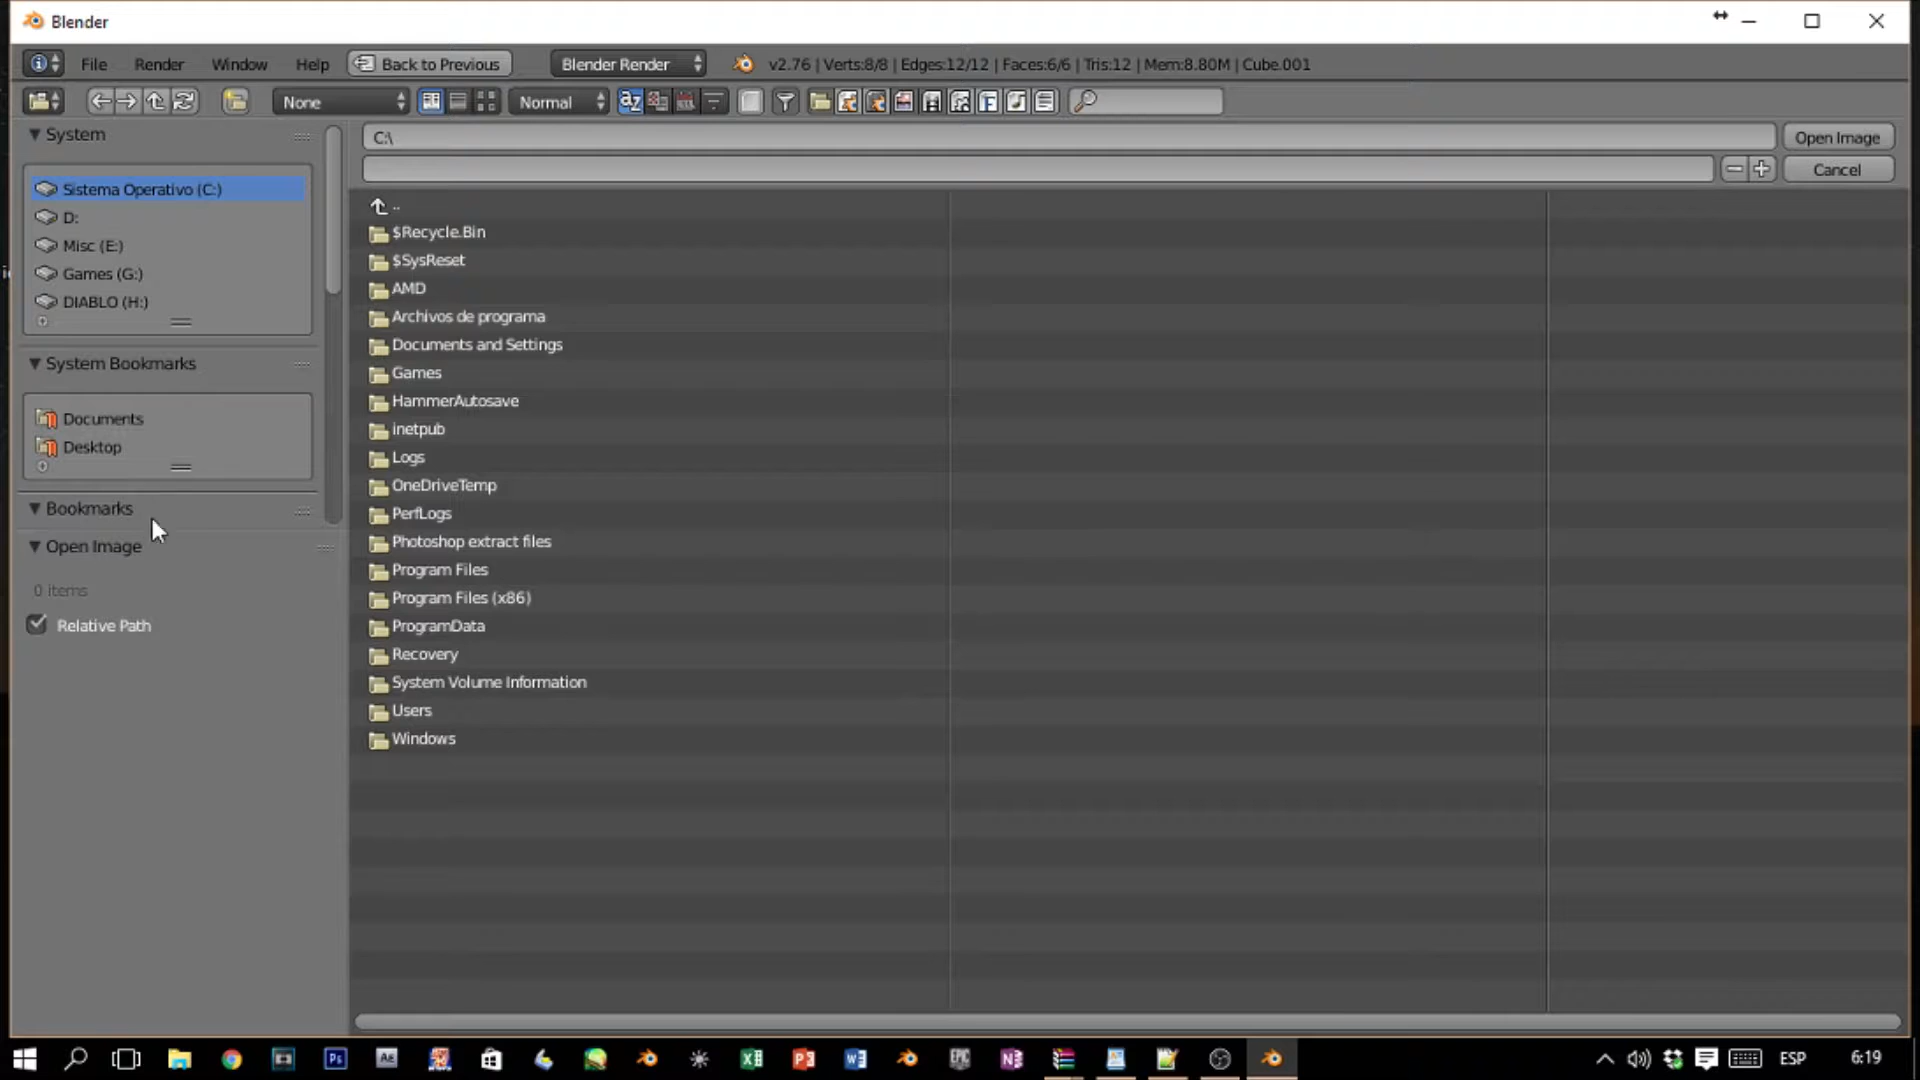 Blender
File Render Window Help Back to Previous Blender Render v2.76 | Verts:8/8 | Edges:12/12 | Faces:6/6 | Tris:12 | Mem:8.80M | Cube.001
None Normal
System
C:\ Open Image
Cancel
Sistema Operativo (C:)
D:
Misc (E:)
Games (G:)
DIABLO (H:)
System Bookmarks
Documents
Desktop
Bookmarks
Open Image
0 items
Relative Path
..
$Recycle.Bin
$SysReset
AMD
Archivos de programa
Documents and Settings
Games
HammerAutosave
inetpub
Logs
OneDriveTemp
PerfLogs
Photoshop extract files
Program Files
Program Files (x86)
ProgramData
Recovery
System Volume Information
Users
Windows
Ps Ae EPIC ESP 6:19